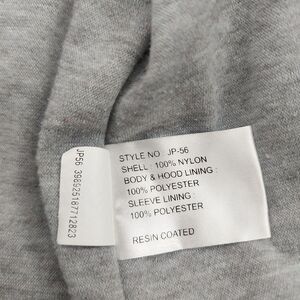 STYLE NO : JP-56
SHELL : 100% NYLON
BODY & HOOD LINING :
100% POLYESTER
SLEEVE LINING :
100% POLYESTER
RESIN COATED
JP56 398925187712823